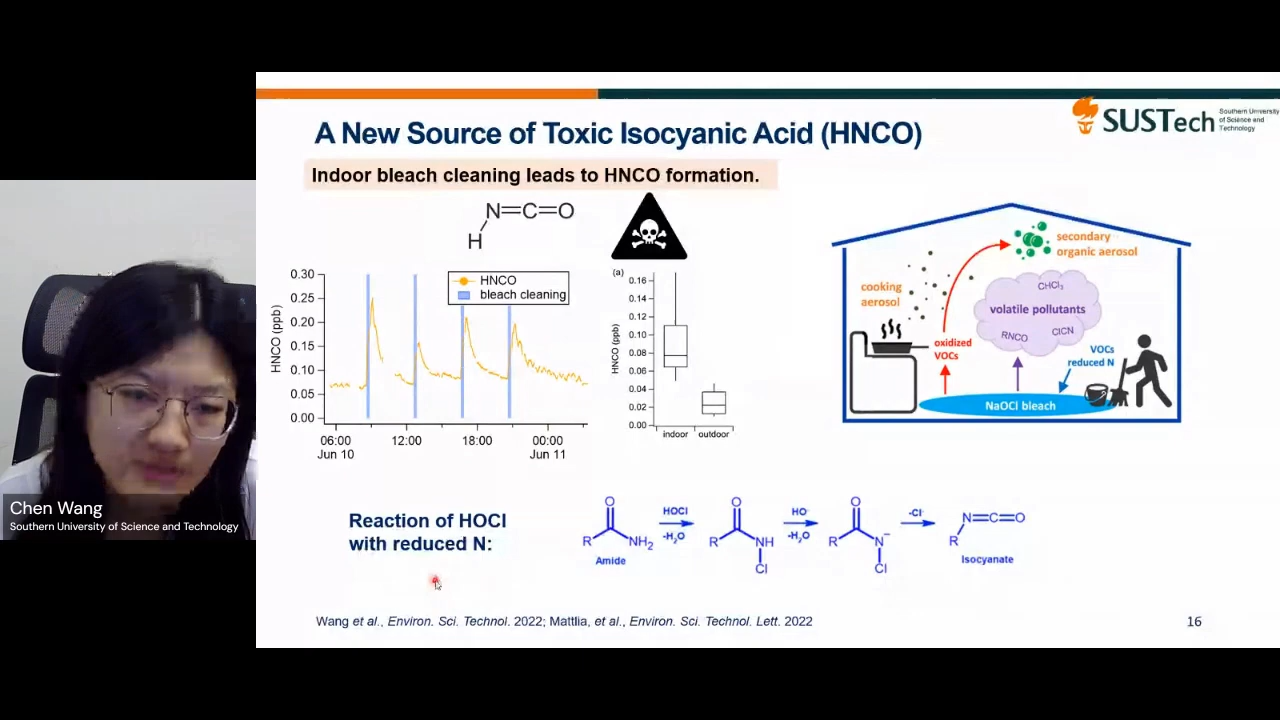 A New Source of Toxic Isocyanic Acid (HNCO)
SUSTech
Southern University
of Science and
Technology
Indoor bleach cleaning leads to HNCO formation.
N=C=O
H
HNCO
bleach cleaning
HNCO (ppb)
0.30
0.25
0.20
0.15
0.10
0.05
0.00
06:00
12:00
18:00
00:00
Jun 10
Jun 11
(a)
HNCO (ppb)
0.16
0.14
0.12
0.10
0.08
0.06
0.04
0.02
0.00
indoor
outdoor
secondary
organic aerosol
cooking
aerosol
CHCl₃
volatile pollutants
RNCO
ClCN
oxidized
VOCs
VOCs
reduced N
NaOCl bleach
Chen Wang
Southern University of Science and Technology
Reaction of HOCl
with reduced N:
O
R
NH₂
Amide
HOCl
-H₂O
O
R
NH
Cl
HO⁻
-H₂O
O
R
N⁻
Cl
-Cl⁻
N=C=O
R
Isocyanate
Wang et al., Environ. Sci. Technol. 2022; Mattlia, et al., Environ. Sci. Technol. Lett. 2022
16